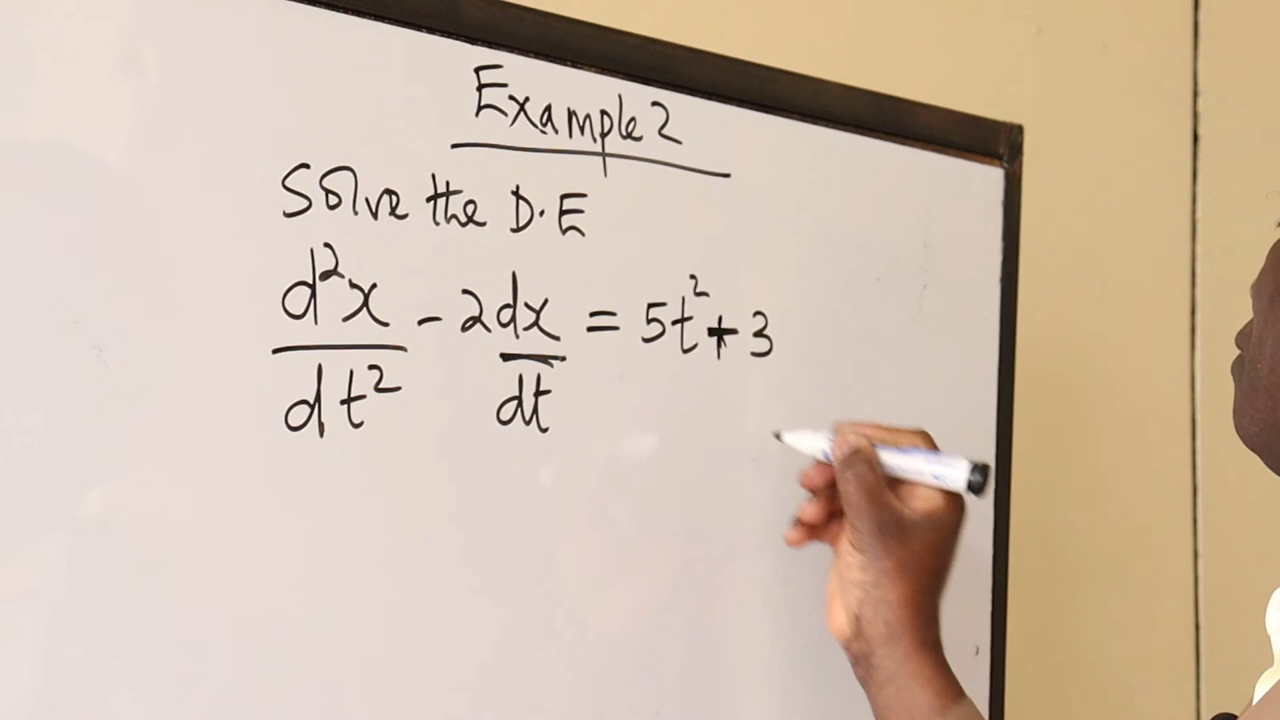 Example 2
Solve the D.E
d²x/dt² - 2dx/dt = 5t² + 3